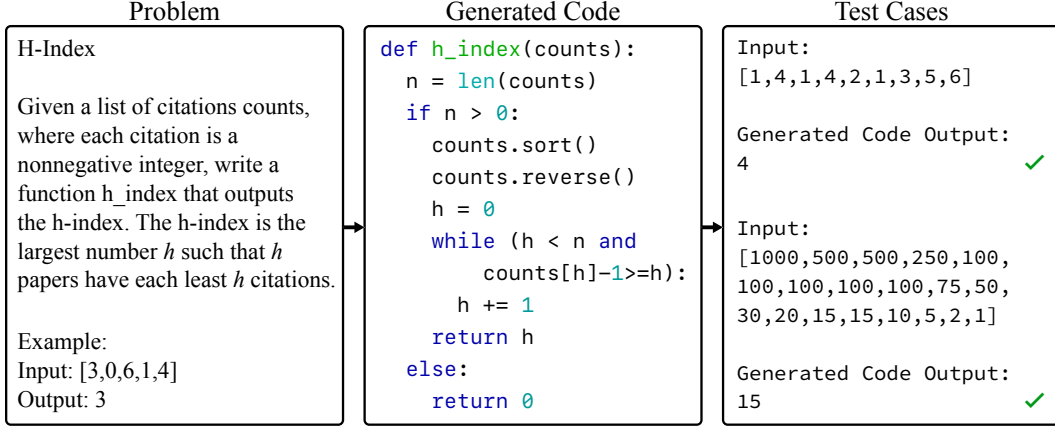 Problem
H-Index
Given a list of citations counts,
where each citation is a
nonnegative integer, write a
function h_index that outputs
the h-index. The h-index is the
largest number h such that h
papers have each least h citations.
Example:
Input: [3,0,6,1,4]
Output: 3
Generated Code
def h_index(counts):
  n = len(counts)
  if n > 0:
    counts.sort()
    counts.reverse()
    h = 0
    while (h < n and
        counts[h]-1>=h):
      h += 1
    return h
  else:
    return 0
Test Cases
Input:
[1,4,1,4,2,1,3,5,6]
Generated Code Output:
4 ✓
Input:
[1000,500,500,250,100,
100,100,100,100,75,50,
30,20,15,15,10,5,2,1]
Generated Code Output:
15 ✓